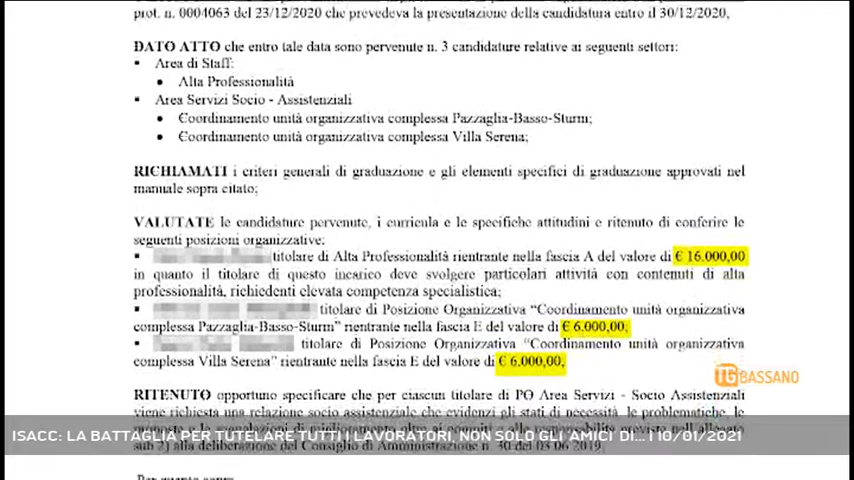 prot. n. 0004063 del 23/12/2020 che prevedeva la presentazione della candidatura entro il 30/12/2020,
DATO ATTO che entro tale data sono pervenute n. 3 candidature relative ai seguenti settori:
▪ Area di Staff:
• Alta Professionalità
▪ Area Servizi Socio - Assistenziali
• Coordinamento unità organizzativa complessa Pazzaglia-Basso-Sturm;
• Coordinamento unità organizzativa complessa Villa Serena;
RICHIAMATI i criteri generali di graduazione e gli elementi specifici di graduazione approvati nel
manuale sopra citato;
VALUTATE le candidature pervenute, i curricula e le specifiche attitudini e ritenuto di conferire le
seguenti posizioni organizzative:
▪ titolare di Alta Professionalità rientrante nella fascia A del valore di € 16.000,00
in quanto il titolare di questo incarico deve svolgere particolari attività con contenuti di alta
professionalità, richiedenti elevata competenza specialistica;
▪ titolare di Posizione Organizzativa “Coordinamento unità organizzativa
complessa Pazzaglia-Basso-Sturm” rientrante nella fascia E del valore di € 6.000,00;
▪ titolare di Posizione Organizzativa “Coordinamento unità organizzativa
complessa Villa Serena” rientrante nella fascia E del valore di € 6.000,00;
TG BASSANO
RITENUTO opportuno specificare che per ciascun titolare di PO Area Servizi - Socio Assistenziali
viene richiesta una relazione socio assistenziale che evidenzi gli stati di necessità, le problematiche, le
ISACC: LA BATTAGLIA PER TUTELARE TUTTI I LAVORATORI, NON SOLO GLI 'AMICI' DI... | 10/01/2021
sub 2) alla deliberazione del Consiglio di Amministrazione n. 30 del 03.06.2019;